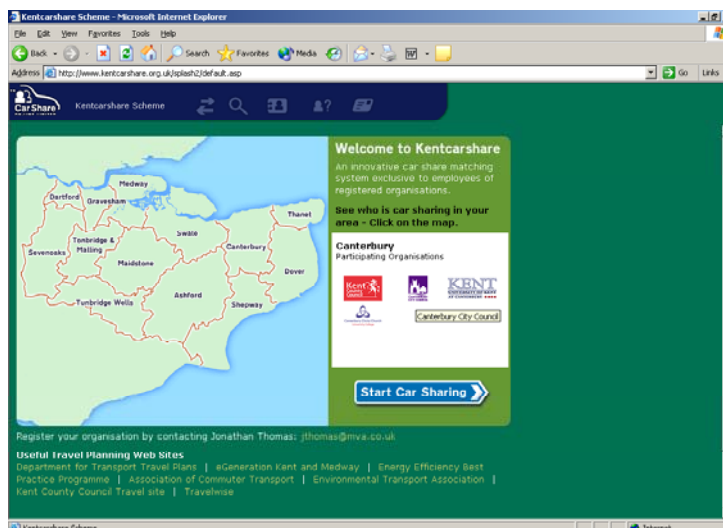 Kentcarshare Scheme - Microsoft Internet Explorer
File Edit View Favorites Tools Help
Back Search Favorites Media
Address http://www.kentcarshare.org.uk/splash2/default.asp Go Links
CarShare Kentcarshare Scheme
Welcome to Kentcarshare
An innovative car share matching
system exclusive to employees of
registered organisations.
See who is car sharing in your
area - Click on the map.
Canterbury
Participating Organisations
Kent County Council
KENT
Canterbury City Council
Start Car Sharing
Medway
Dartford
Gravesham
Thanet
Swale
Tonbridge &
Malling
Sevenoaks
Canterbury
Maidstone
Dover
Ashford
Tunbridge Wells
Shepway
Register your organisation by contacting Jonathan Thomas: jthomas@mva.co.uk
Useful Travel Planning Web Sites
Department for Transport Travel Plans | eGeneration Kent and Medway | Energy Efficiency Best
Practice Programme | Association of Commuter Transport | Environmental Transport Association |
Kent County Council Travel site | Travelwise
Kentcarshare Scheme Internet